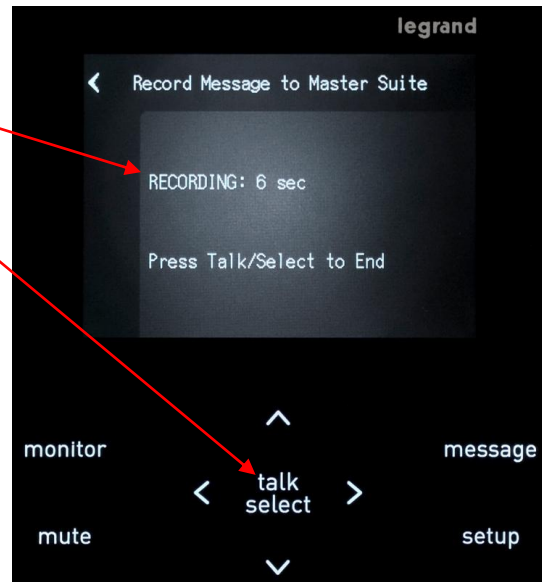 legrand
Record Message to Master Suite
RECORDING: 6 sec
Press Talk/Select to End
monitor
message
talk
select
mute
setup